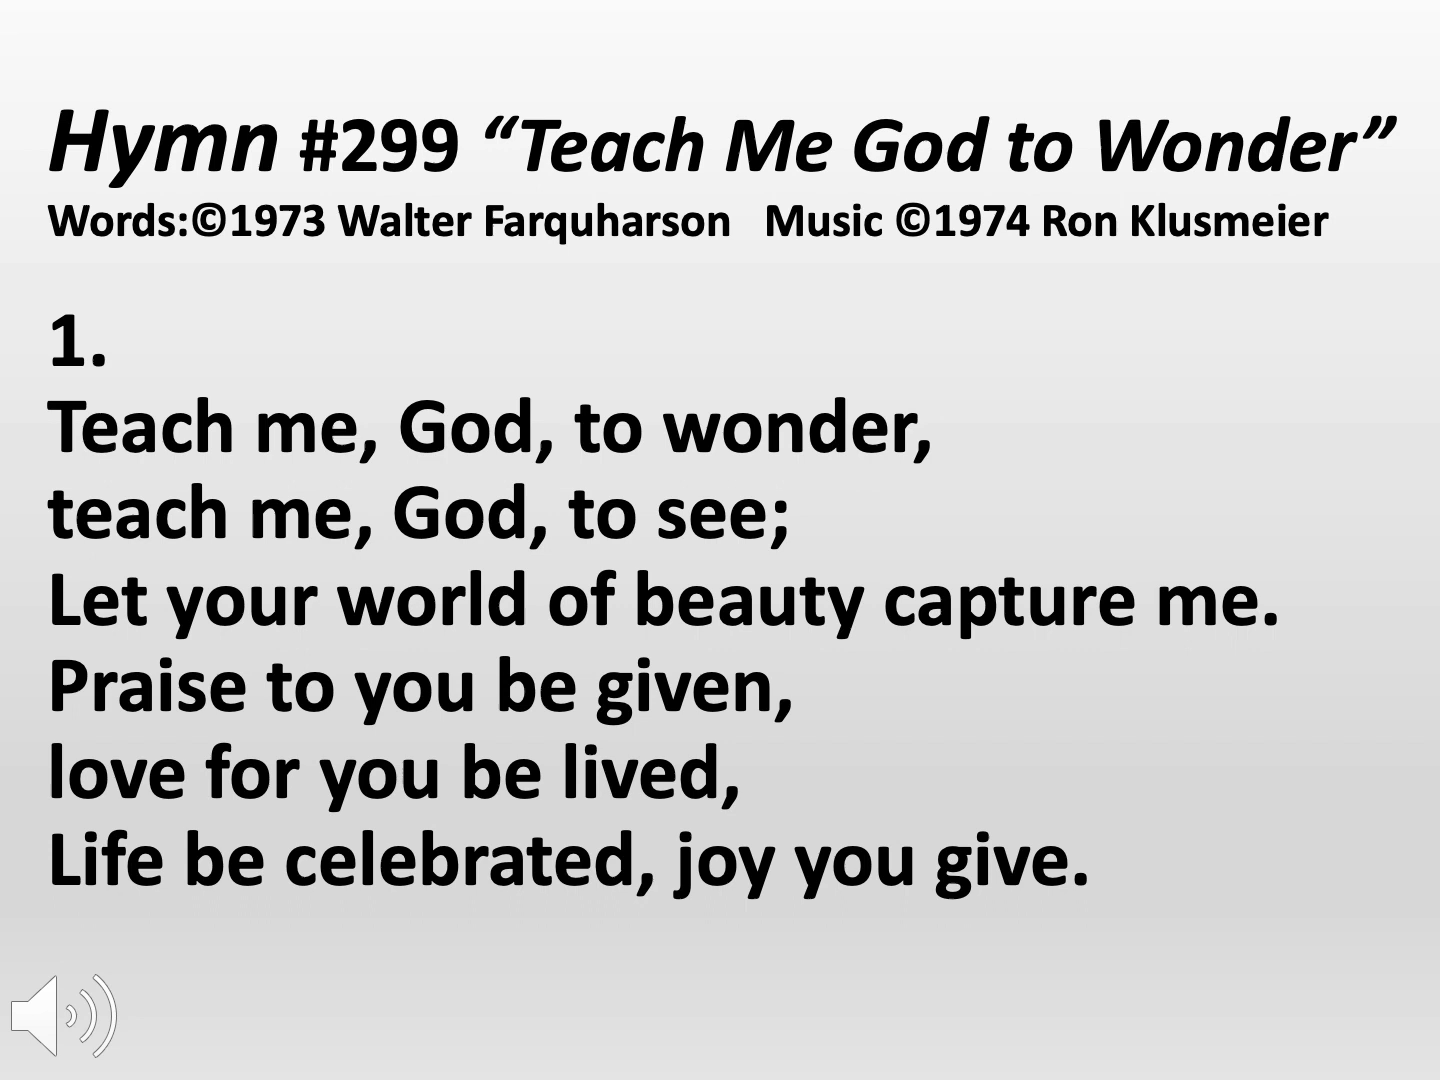 Hymn #299 “Teach Me God to Wonder”
Words:©1973 Walter Farquharson   Music ©1974 Ron Klusmeier
1.
Teach me, God, to wonder,
teach me, God, to see;
Let your world of beauty capture me.
Praise to you be given,
love for you be lived,
Life be celebrated, joy you give.